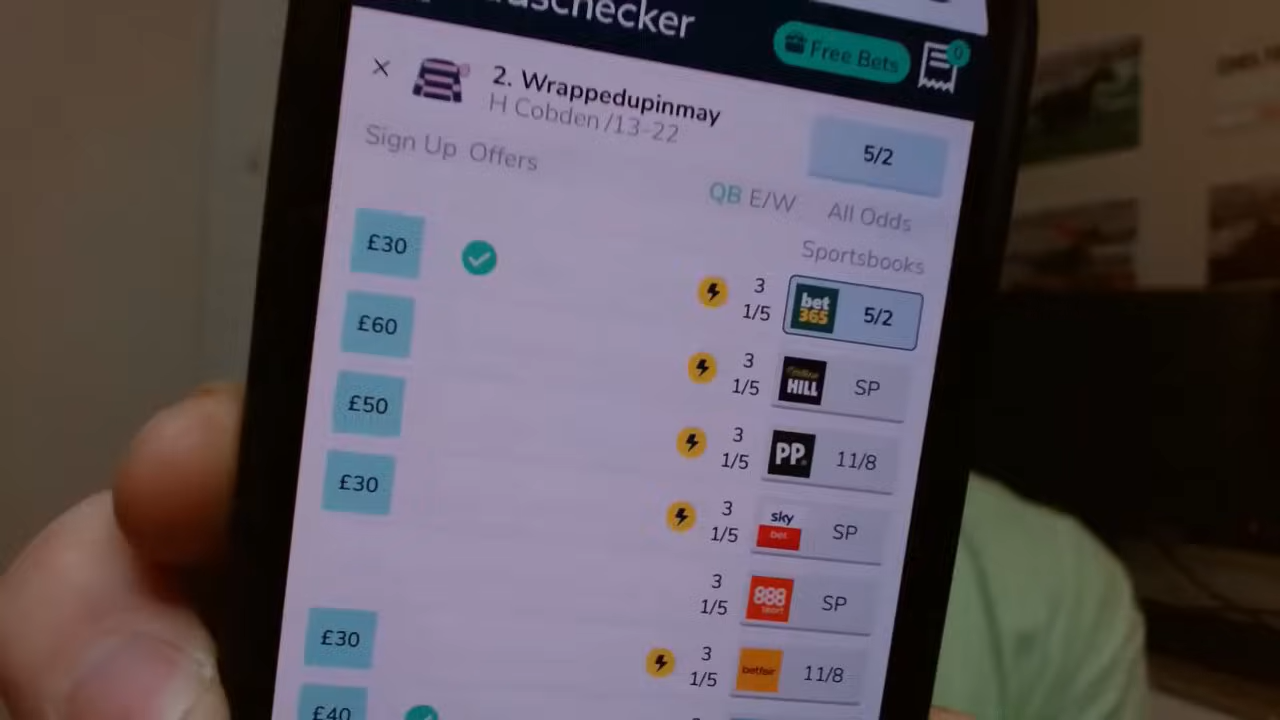 Free Bets
0
2. Wrappedupinmay
H Cobden /13-22
5/2
Sign Up Offers
QB E/W All Odds
Sportsbooks
£30 3 1/5 bet365 5/2
£60 3 1/5 HILL SP
£50 3 1/5 PP. 11/8
£30 3 1/5 sky bet SP
3 1/5 888 sport SP
£30 3 1/5 betfair 11/8
£40